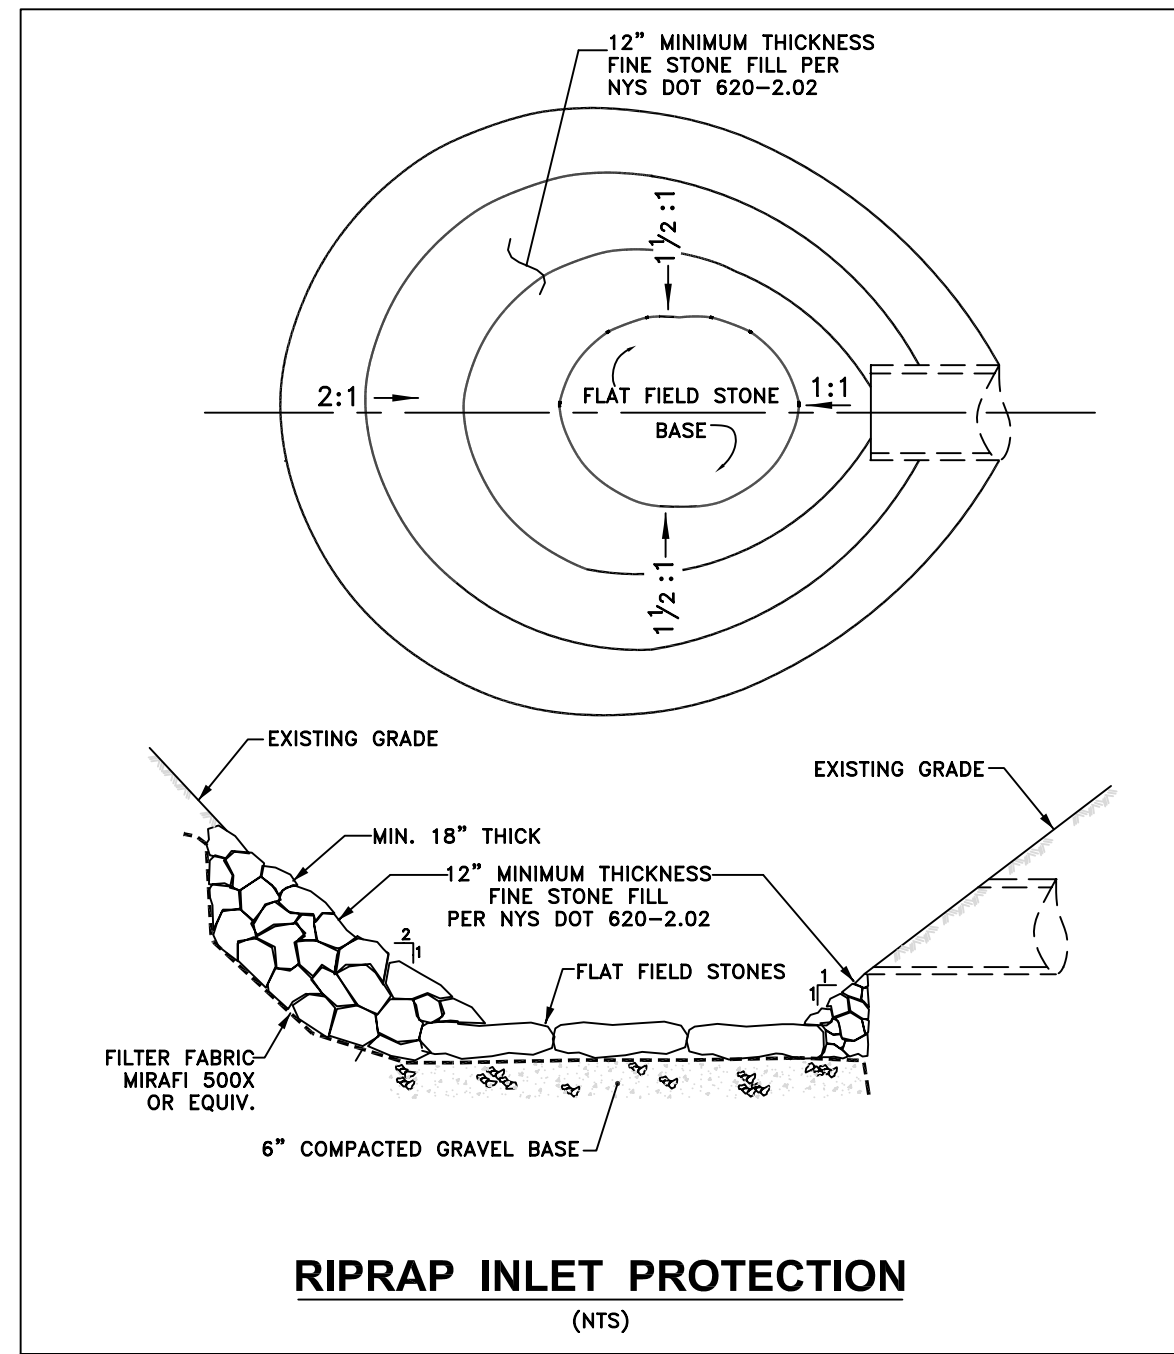 12” MINIMUM THICKNESS
FINE STONE FILL PER
NYS DOT 620-2.02
1½:1
2:1
FLAT FIELD STONE
BASE
1:1
1½:1
EXISTING GRADE
EXISTING GRADE
MIN. 18” THICK
12” MINIMUM THICKNESS
FINE STONE FILL
PER NYS DOT 620-2.02
2
1
FLAT FIELD STONES
1
1
FILTER FABRIC
MIRAFI 500X
OR EQUIV.
6” COMPACTED GRAVEL BASE
RIPRAP INLET PROTECTION
(NTS)